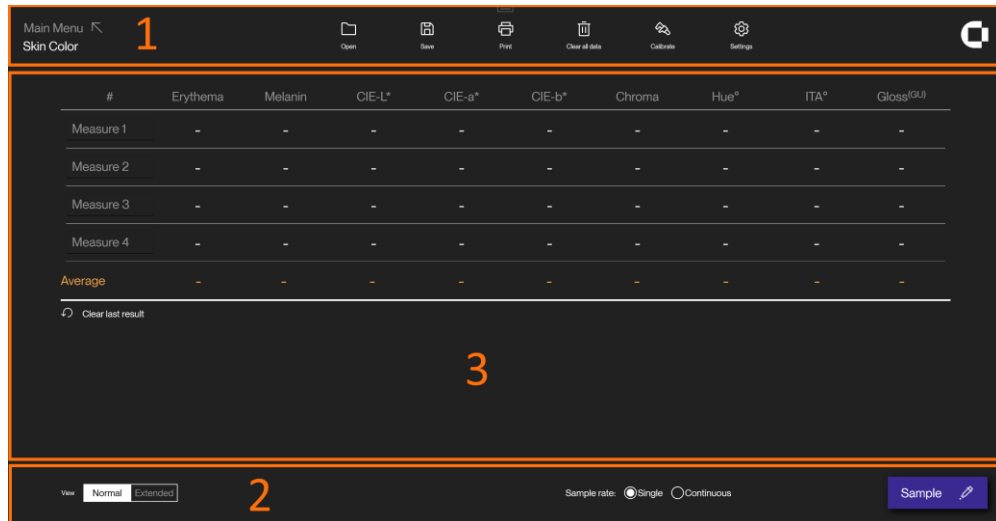 Main Menu
Skin Color
1
Open
Save
Print
Clear all data
Calibrate
Settings
# Erythema Melanin CIE-L* CIE-a* CIE-b* Chroma Hue° ITA° Gloss(GU)
Measure 1 - - - - - - - - -
Measure 2 - - - - - - - - -
Measure 3 - - - - - - - - -
Measure 4 - - - - - - - - -
Average - - - - - - - - -
Clear last result
3
View Normal Extended
2
Sample rate: Single Continuous
Sample